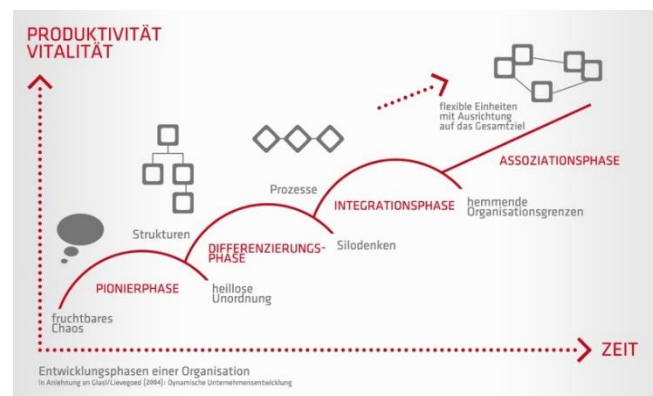 PRODUKTIVITÄT
VITALITÄT
flexible Einheiten
mit Ausrichtung
auf das Gesamtziel
ASSOZIATIONSPHASE
Prozesse
INTEGRATIONSPHASE
hemmende
Organisationsgrenzen
Strukturen
DIFFERENZIERUNGS-
PHASE
Silodenken
PIONIERPHASE
heillose
Unordnung
fruchtbares
Chaos
ZEIT
Entwicklungsphasen einer Organisation
In Anlehnung an Glasl/Lievegoed (2004): Dynamische Unternehmensentwicklung